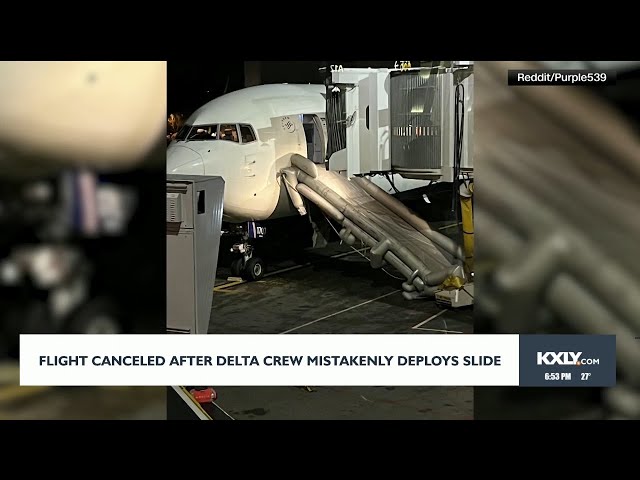 Reddit/Purple539
FLIGHT CANCELED AFTER DELTA CREW MISTAKENLY DEPLOYS SLIDE
KXLY.COM
6:53 PM 27°